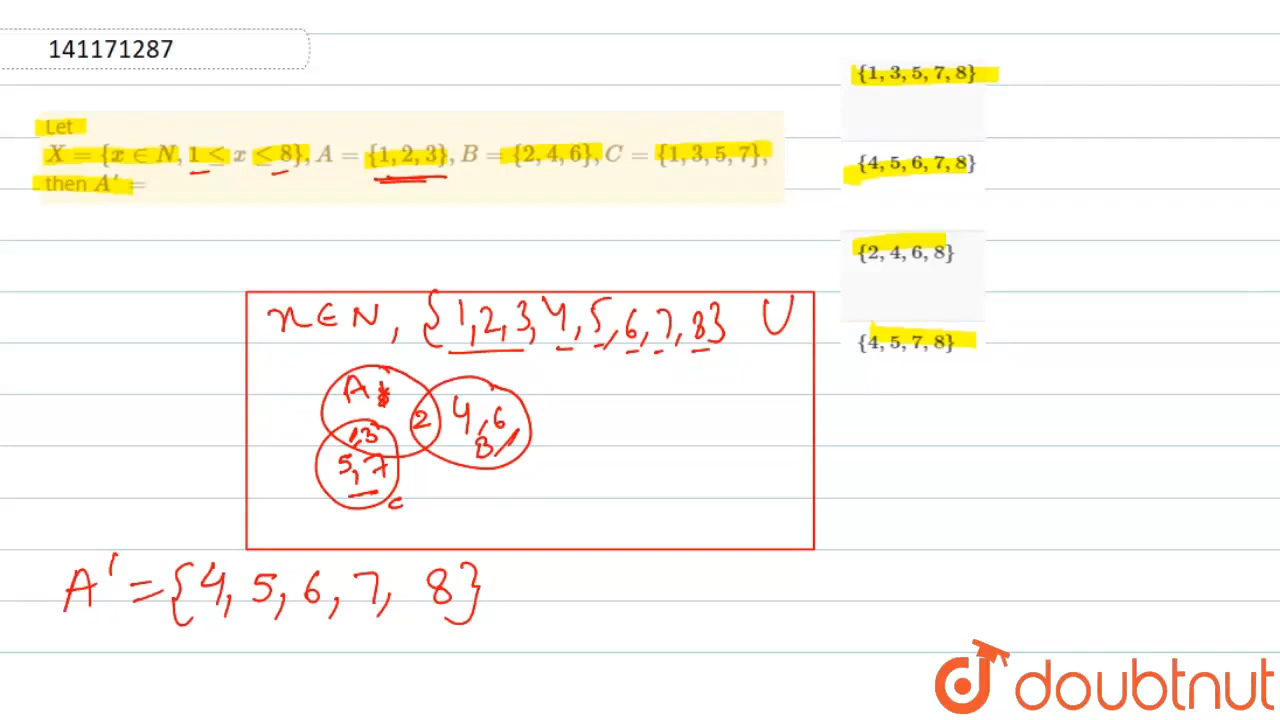 141171287
Let
X = {x ∈ N, 1 ≤ x ≤ 8}, A = {1, 2, 3}, B = {2, 4, 6}, C = {1, 3, 5, 7},
then A′ =
{1, 3, 5, 7, 8}
{4, 5, 6, 7, 8}
{2, 4, 6, 8}
{4, 5, 7, 8}
x ∈ N, {1, 2, 3, 4, 5, 6, 7, 8} U
A
2
4, 6
B
1, 3
5, 7
C
A' = {4, 5, 6, 7, 8}
doubtnut